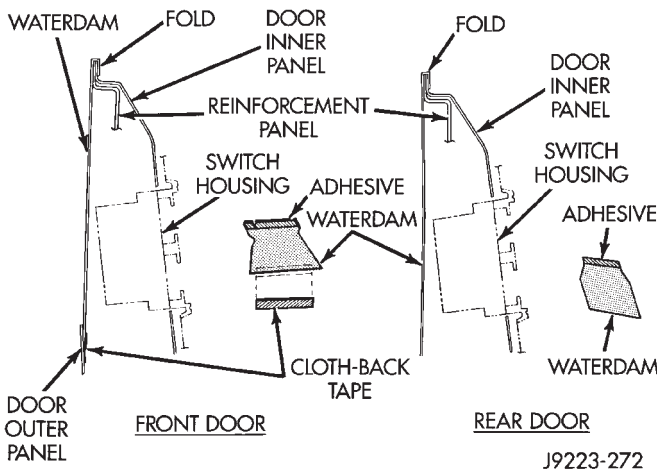 WATERDAM
FOLD
DOOR
INNER
PANEL
REINFORCEMENT
PANEL
SWITCH
HOUSING
ADHESIVE
WATERDAM
CLOTH-BACK
TAPE
DOOR
OUTER
PANEL
FRONT DOOR
FOLD
DOOR
INNER
PANEL
SWITCH
HOUSING
ADHESIVE
WATERDAM
REAR DOOR
J9223-272